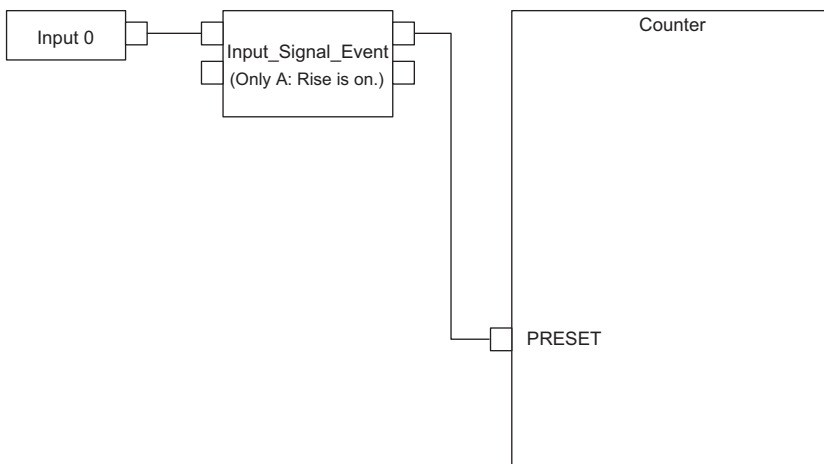 Input 0
Input_Signal_Event
(Only A: Rise is on.)
Counter
PRESET